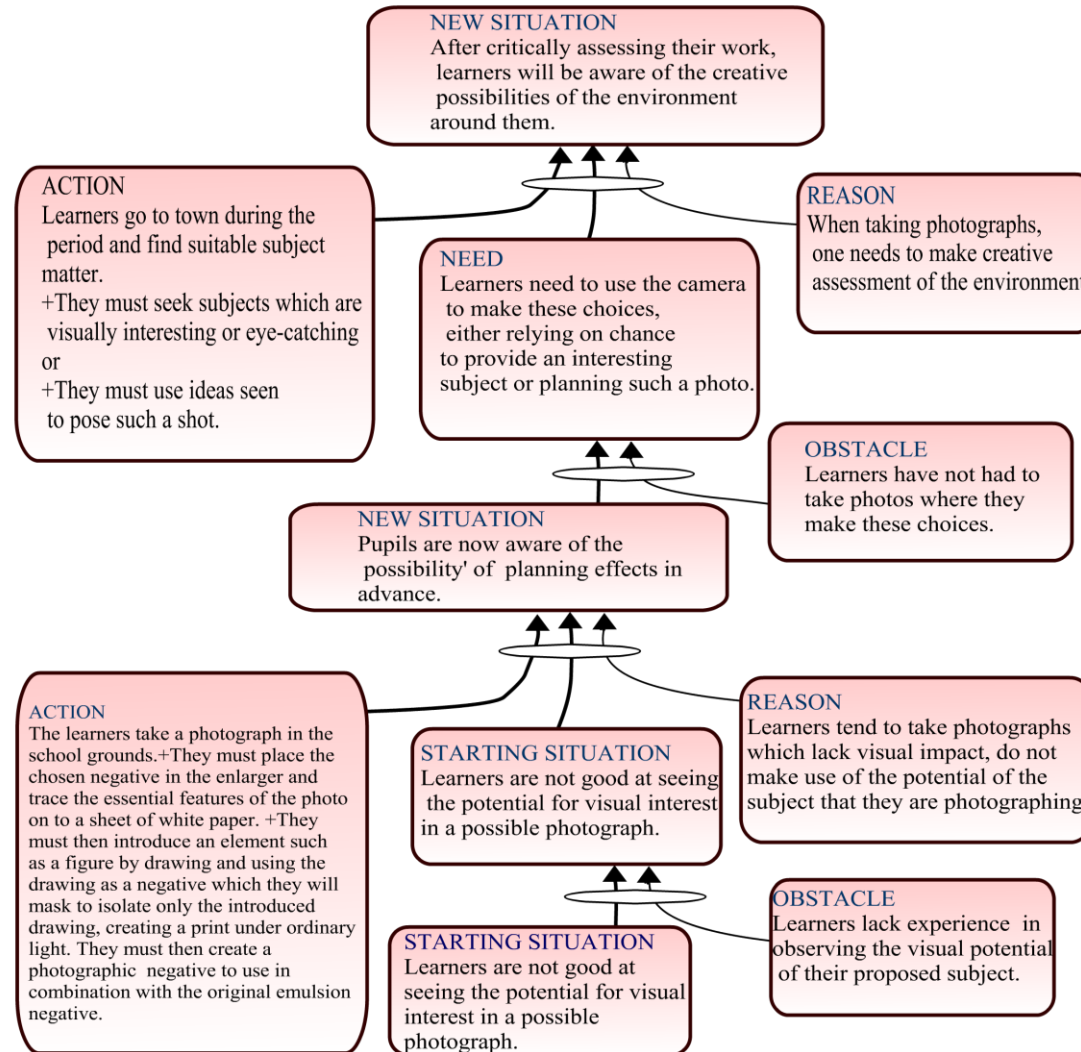 NEW SITUATION
After critically assessing their work,
learners will be aware of the creative
possibilities of the environment
around them.
ACTION
Learners go to town during the
period and find suitable subject
matter.
+They must seek subjects which are
visually interesting or eye-catching
or
+They must use ideas seen
to pose such a shot.
NEED
Learners need to use the camera
to make these choices,
either relying on chance
to provide an interesting
subject or planning such a photo.
REASON
When taking photographs,
one needs to make creative
assessment of the environment
OBSTACLE
Learners have not had to
take photos where they
make these choices.
NEW SITUATION
Pupils are now aware of the
possibility' of planning effects in
advance.
ACTION
The learners take a photograph in the
school grounds.+They must place the
chosen negative in the enlarger and
trace the essential features of the photo
on to a sheet of white paper. +They
must then introduce an element such
as a figure by drawing and using the
drawing as a negative which they will
mask to isolate only the introduced
drawing, creating a print under ordinary
light. They must then create a
photographic negative to use in
combination with the original emulsion
negative.
STARTING SITUATION
Learners are not good at seeing
the potential for visual interest
in a possible photograph.
REASON
Learners tend to take photographs
which lack visual impact, do not
make use of the potential of the
subject that they are photographing
STARTING SITUATION
Learners are not good at
seeing the potential for visual
interest in a possible
photograph.
OBSTACLE
Learners lack experience in
observing the visual potential
of their proposed subject.